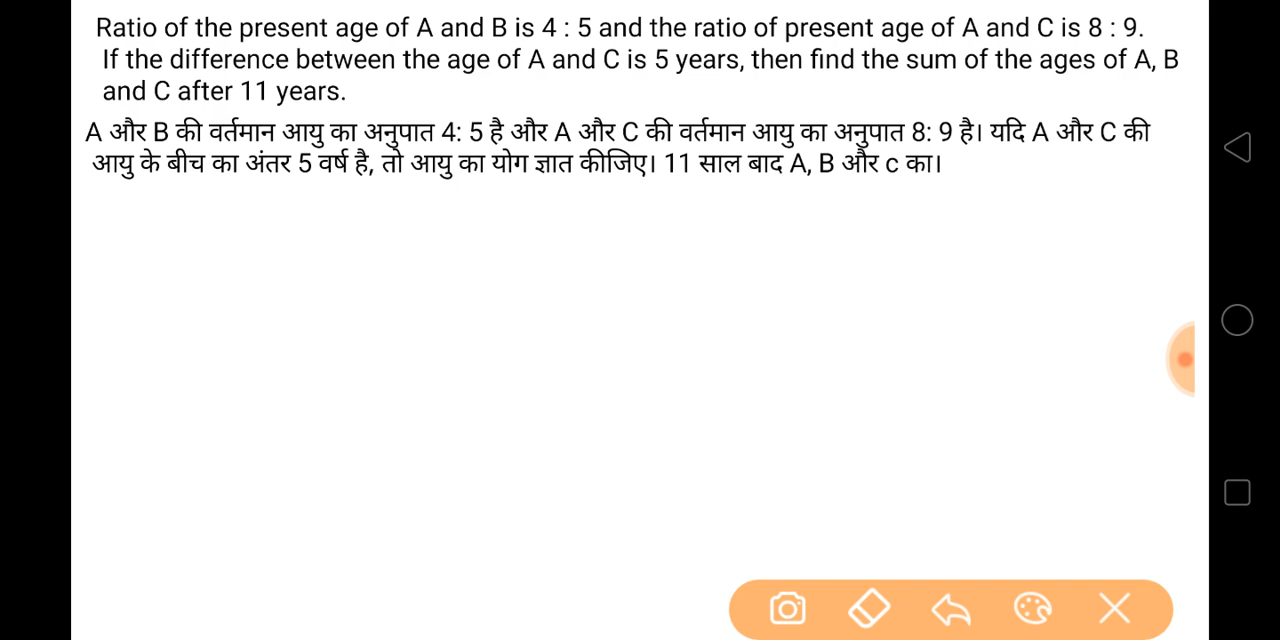 Ratio of the present age of A and B is 4 : 5 and the ratio of present age of A and C is 8 : 9.
If the difference between the age of A and C is 5 years, then find the sum of the ages of A, B
and C after 11 years.
A और B की वर्तमान आयु का अनुपात 4: 5 है और A और C की वर्तमान आयु का अनुपात 8: 9 है। यदि A और C की
आयु के बीच का अंतर 5 वर्ष है, तो आयु का योग ज्ञात कीजिए। 11 साल बाद A, B और c का।